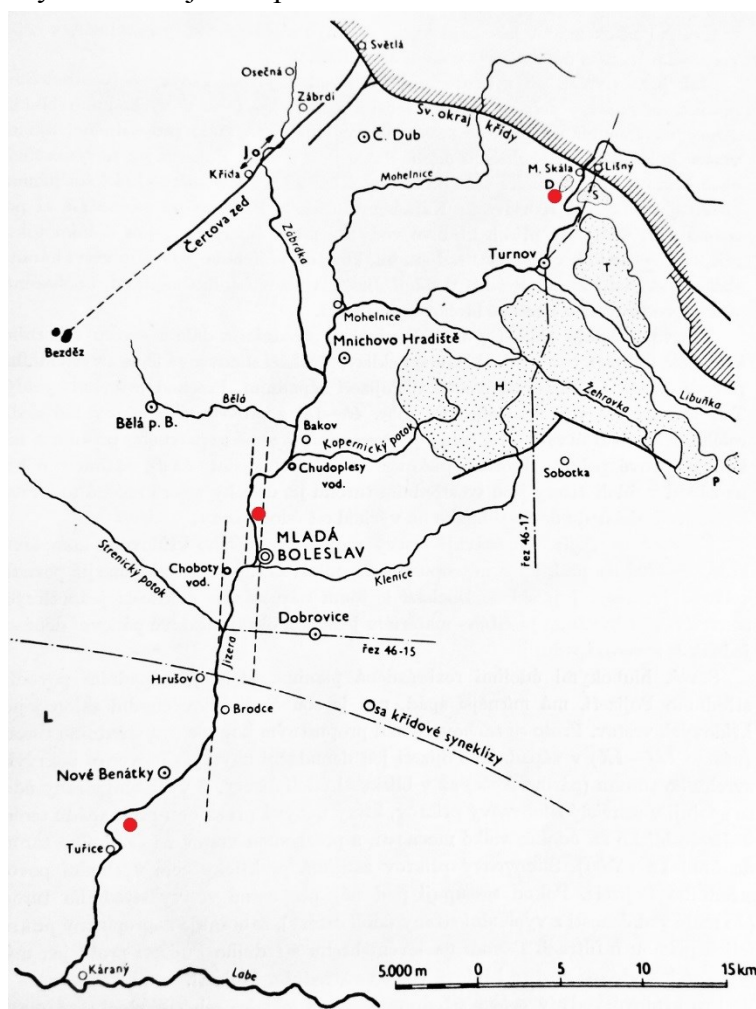 Světlá
Osečná
Zábrdí
Č. Dub
Sv. okraj křídy
J
Křída
Mohelnice
M. Skála
Lišný
D
S
Čertova zeď
Zábrdka
Turnov
T
Mohelnice
Bezděz
Mnichovo Hradiště
H
Žehrovka
Libuňka
Bělá
Bělá p. B.
Bakov
Kopernický potok
Chudoplesy
vod.
Sobotka
P
řez 46-17
MLADÁ
BOLESLAV
Strenický potok
Choboty
vod.
Klenice
Dobrovice
Jizera
řez 46-15
Hrušov
L
Brodce
Osa křídové syneklízy
Nové Benátky
Tuřice
Káraný
Labe
5000 m 0 5 10 15 km